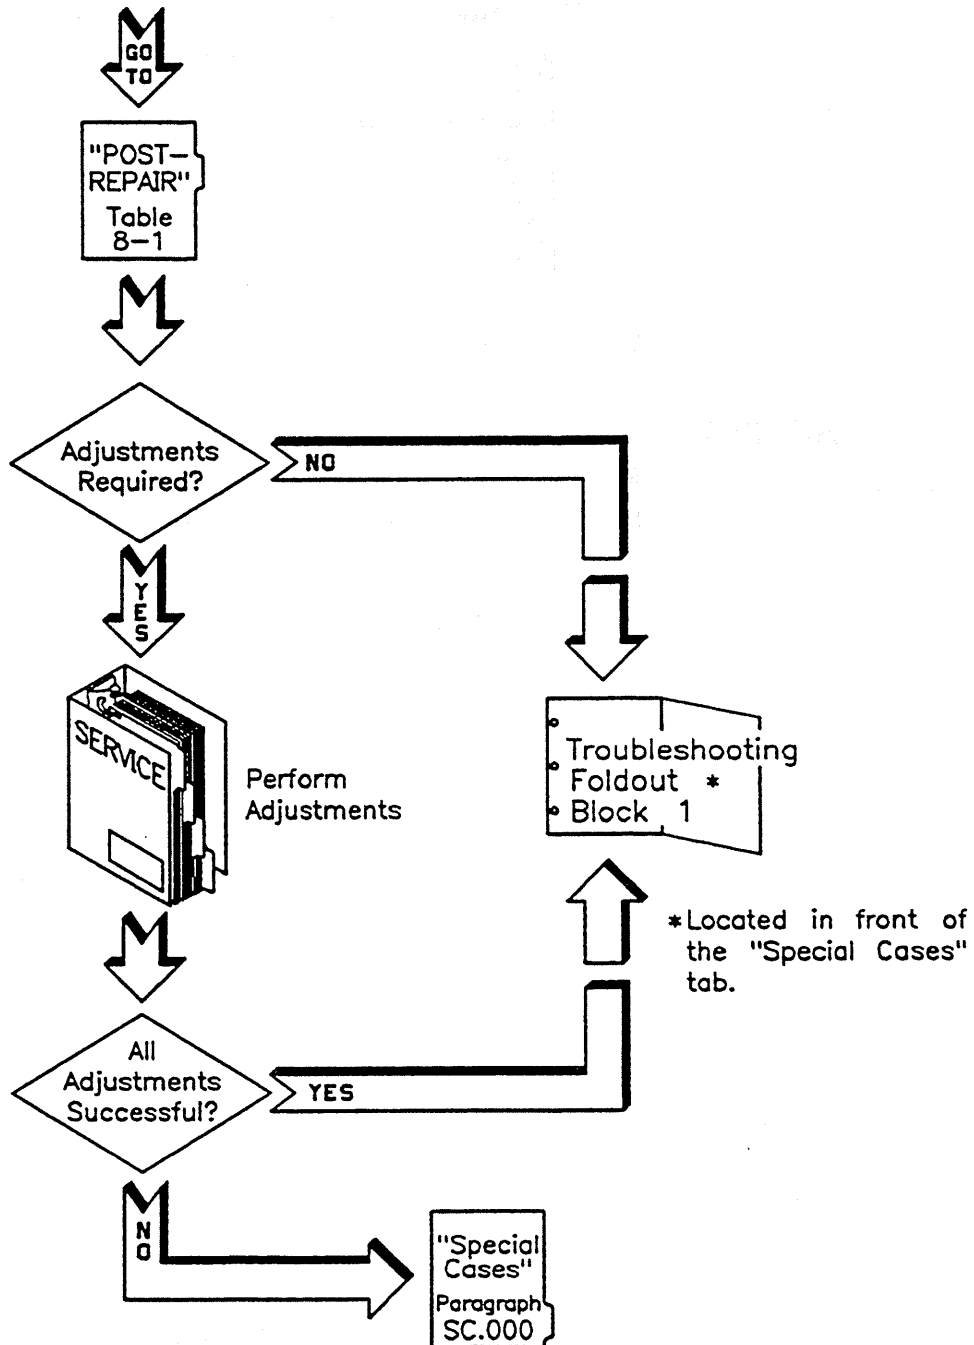 GO
TO
"POST-
REPAIR"
Table
8-1
Adjustments
Required?
NO
YES
SERVICE
Perform
Adjustments
Troubleshooting
Foldout *
Block 1
*Located in front of
the "Special Cases"
tab.
All
Adjustments
Successful?
YES
NO
"Special
Cases"
Paragraph
SC.000